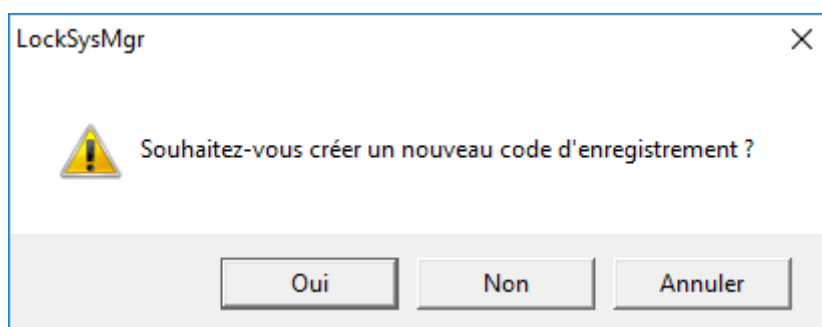 LockSysMgr
Souhaitez-vous créer un nouveau code d'enregistrement ?
Oui Non Annuler